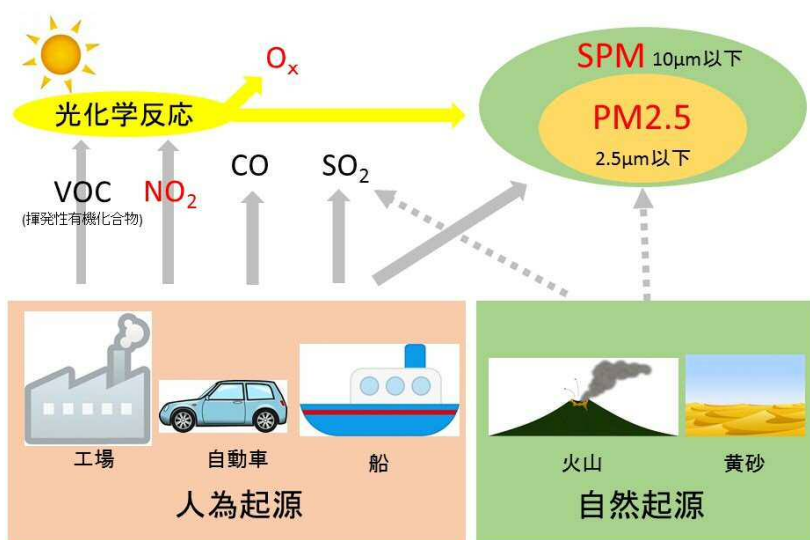 Ox
SPM 10μm以下
光化学反応
PM2.5
2.5μm以下
CO
SO2
VOC
NO2
(揮発性有機化合物)
工場
自動車
船
火山
黄砂
人為起源
自然起源